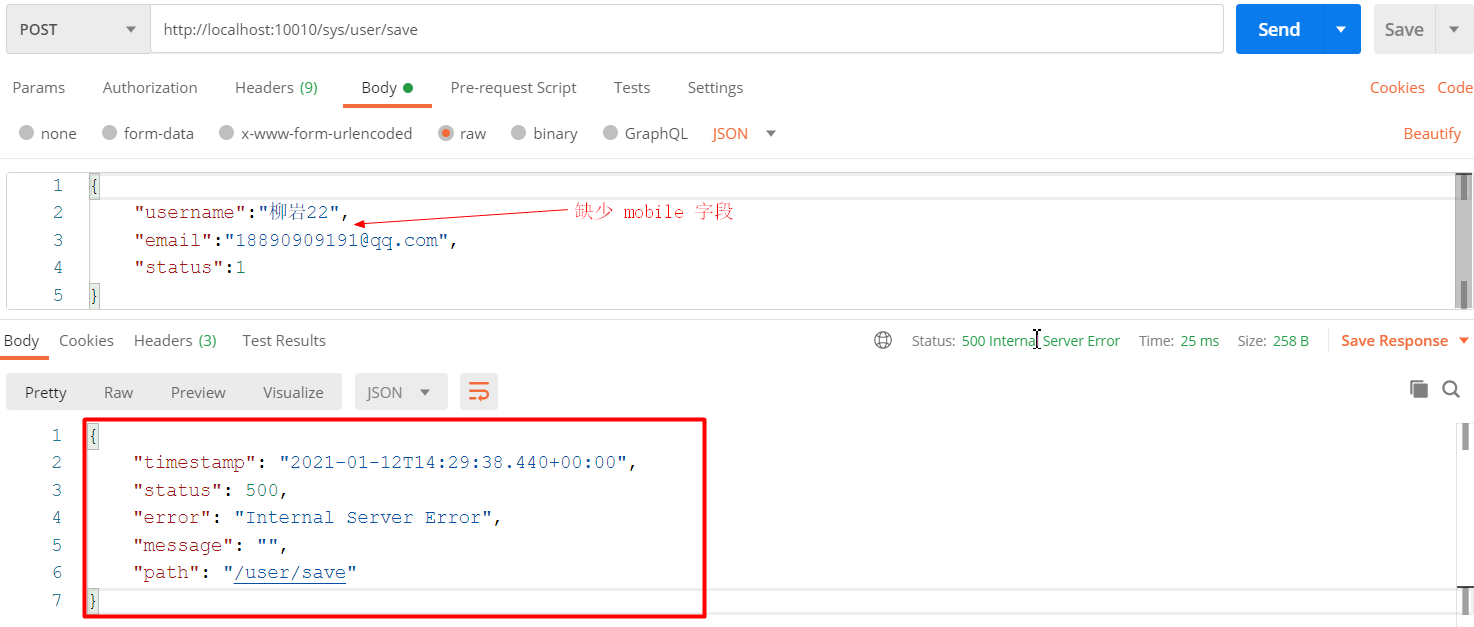 POST http://localhost:10010/sys/user/save Send Save
Params Authorization Headers (9) Body Pre-request Script Tests Settings Cookies Code
none form-data x-www-form-urlencoded raw binary GraphQL JSON Beautify
1 {
2 "username":"柳岩22", 缺少 mobile 字段
3 "email":"18890909191@qq.com",
4 "status":1
5 }
Body Cookies Headers (3) Test Results Status: 500 Internal Server Error Time: 25 ms Size: 258 B Save Response
Pretty Raw Preview Visualize JSON
1 {
2 "timestamp": "2021-01-12T14:29:38.440+00:00",
3 "status": 500,
4 "error": "Internal Server Error",
5 "message": "",
6 "path": "/user/save"
7 }